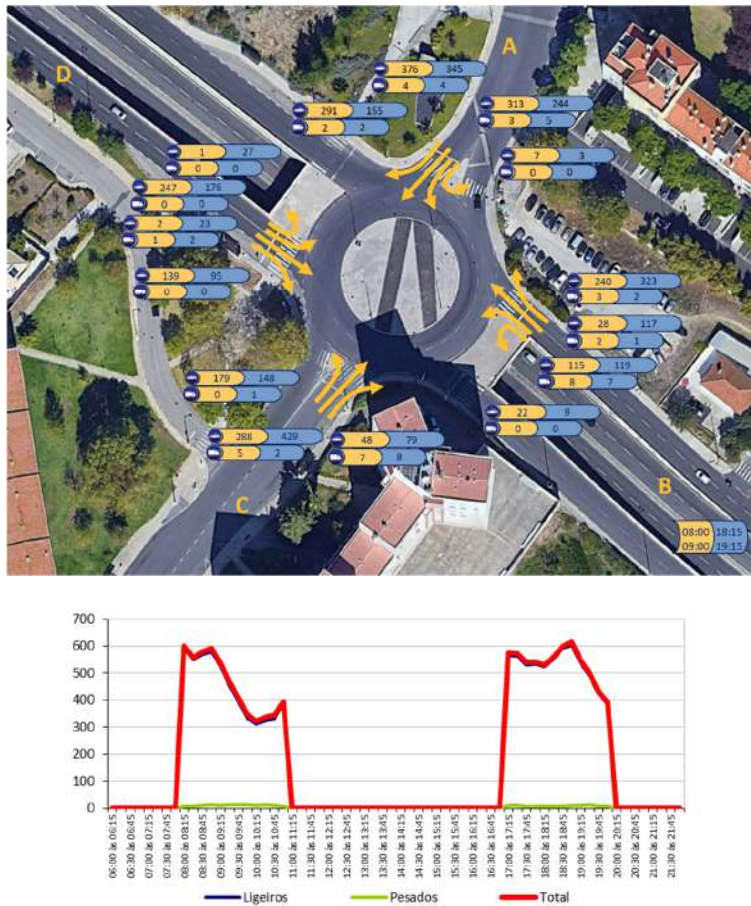 A
D
376 345
4 4
291 155
2 2
313 244
3 5
1 27
0 0
7 3
0 0
247 176
0 0
2 23
1 2
139 95
0 0
240 323
3 2
28 117
2 1
115 119
8 7
179 148
0 1
22 9
0 0
288 429
5 2
48 79
7 8
B
C
08:00 18:15
09:00 19:15
700
600
500
400
300
200
100
0
06:00 às 06:15
06:30 às 06:45
07:00 às 07:15
07:30 às 07:45
08:00 às 08:15
08:30 às 08:45
09:00 às 09:15
09:30 às 09:45
10:00 às 10:15
10:30 às 10:45
11:00 às 11:15
11:30 às 11:45
12:00 às 12:15
12:30 às 12:45
13:00 às 13:15
13:30 às 13:45
14:00 às 14:15
14:30 às 14:45
15:00 às 15:15
15:30 às 15:45
16:00 às 16:15
16:30 às 16:45
17:00 às 17:15
17:30 às 17:45
18:00 às 18:15
18:30 às 18:45
19:00 às 19:15
19:30 às 19:45
20:00 às 20:15
20:30 às 20:45
21:00 às 21:15
21:30 às 21:45
Ligeiros Pesados Total